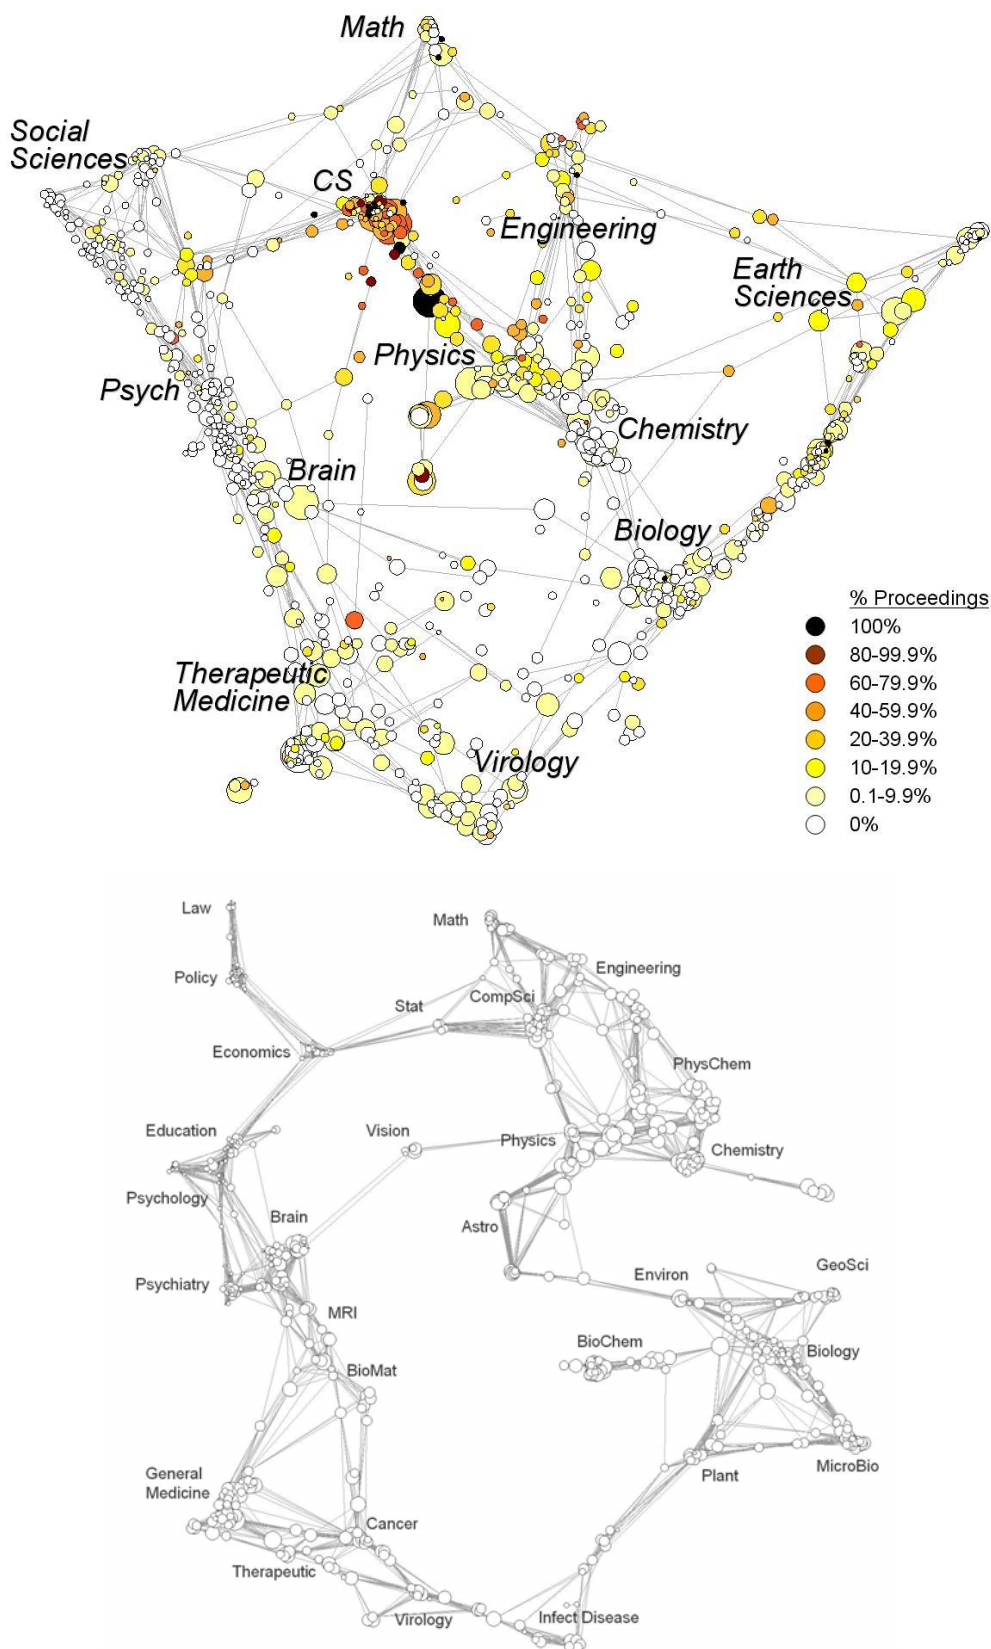 Math
Social
Sciences
CS
Engineering
Earth
Sciences
Physics
Psych
Chemistry
Brain
Biology
% Proceedings
100%
80-99.9%
60-79.9%
40-59.9%
20-39.9%
10-19.9%
0.1-9.9%
0%
Therapeutic
Medicine
Virology
Law
Math
Policy
Engineering
Stat
CompSci
Economics
PhysChem
Education
Vision
Physics
Chemistry
Psychology
Brain
Astro
Psychiatry
Environ
GeoSci
MRI
BioChem
Biology
BioMat
General
Medicine
Plant
MicroBio
Cancer
Therapeutic
Virology
Infect Disease